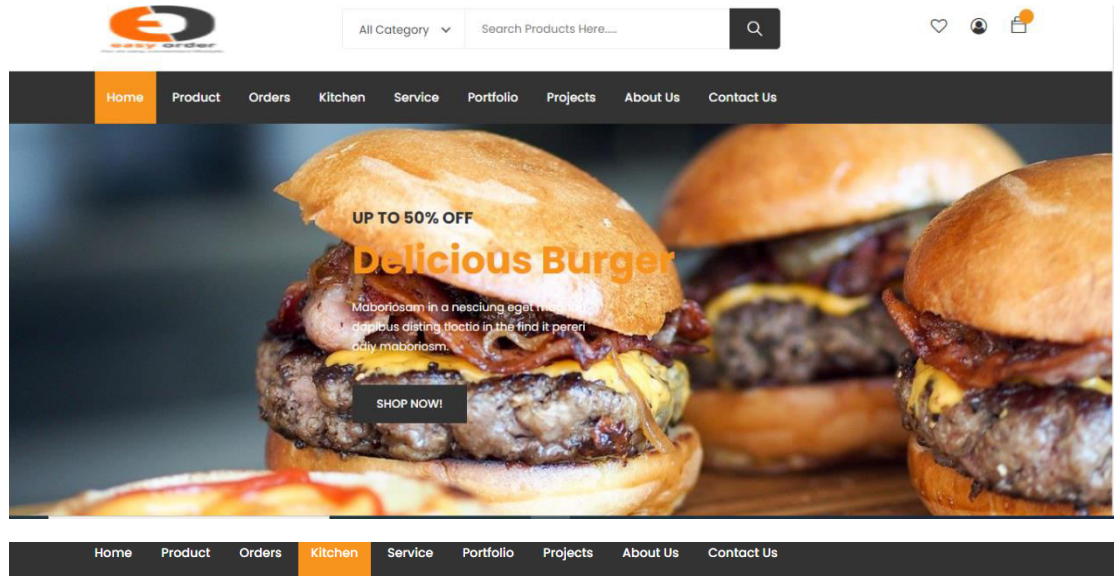 easy order
All Category
Search Products Here.....
Home Product Orders Kitchen Service Portfolio Projects About Us Contact Us
UP TO 50% OFF
Delicious Burger
Maboriosam in a nesciung eget
dapibus disting tloctio in the find it pereri
odiy maboriosm.
SHOP NOW!
Home Product Orders Kitchen Service Portfolio Projects About Us Contact Us